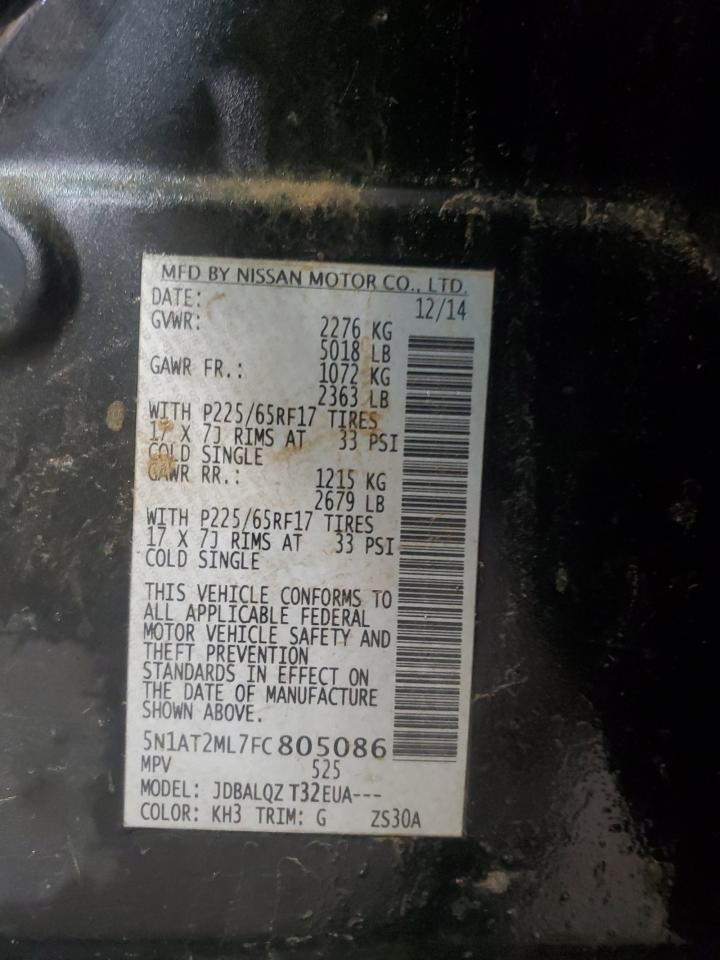 MFD BY NISSAN MOTOR CO., LTD.
DATE: 12/14
GVWR: 2276 KG
5018 LB
GAWR FR.: 1072 KG
2363 LB
WITH P225/65RF17 TIRES
17 X 7J RIMS AT 33 PSI
COLD SINGLE
GAWR RR.: 1215 KG
2679 LB
WITH P225/65RF17 TIRES
17 X 7J RIMS AT 33 PSI
COLD SINGLE
THIS VEHICLE CONFORMS TO
ALL APPLICABLE FEDERAL
MOTOR VEHICLE SAFETY AND
THEFT PREVENTION
STANDARDS IN EFFECT ON
THE DATE OF MANUFACTURE
SHOWN ABOVE.
5N1AT2ML7FC805086
MPV 525
MODEL: JDBALQZ T32EUA---
COLOR: KH3 TRIM: G ZS30A